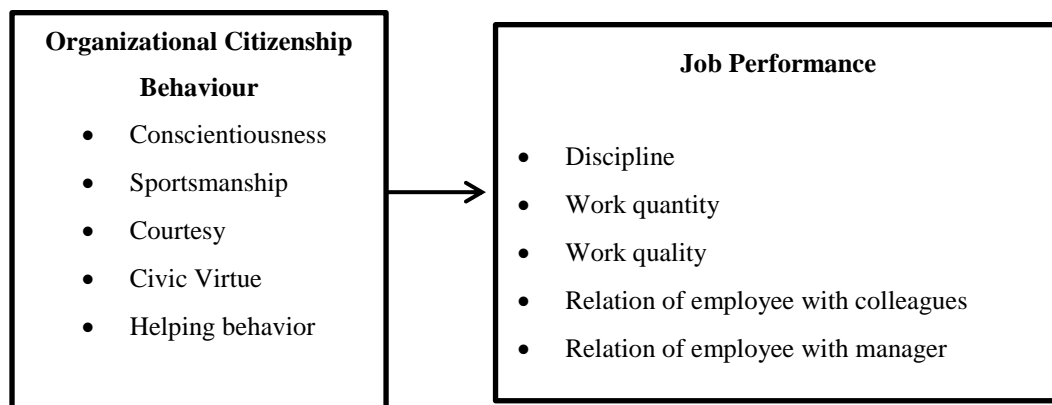 Organizational Citizenship
Behaviour
• Conscientiousness
• Sportsmanship
• Courtesy
• Civic Virtue
• Helping behavior
Job Performance
• Discipline
• Work quantity
• Work quality
• Relation of employee with colleagues
• Relation of employee with manager